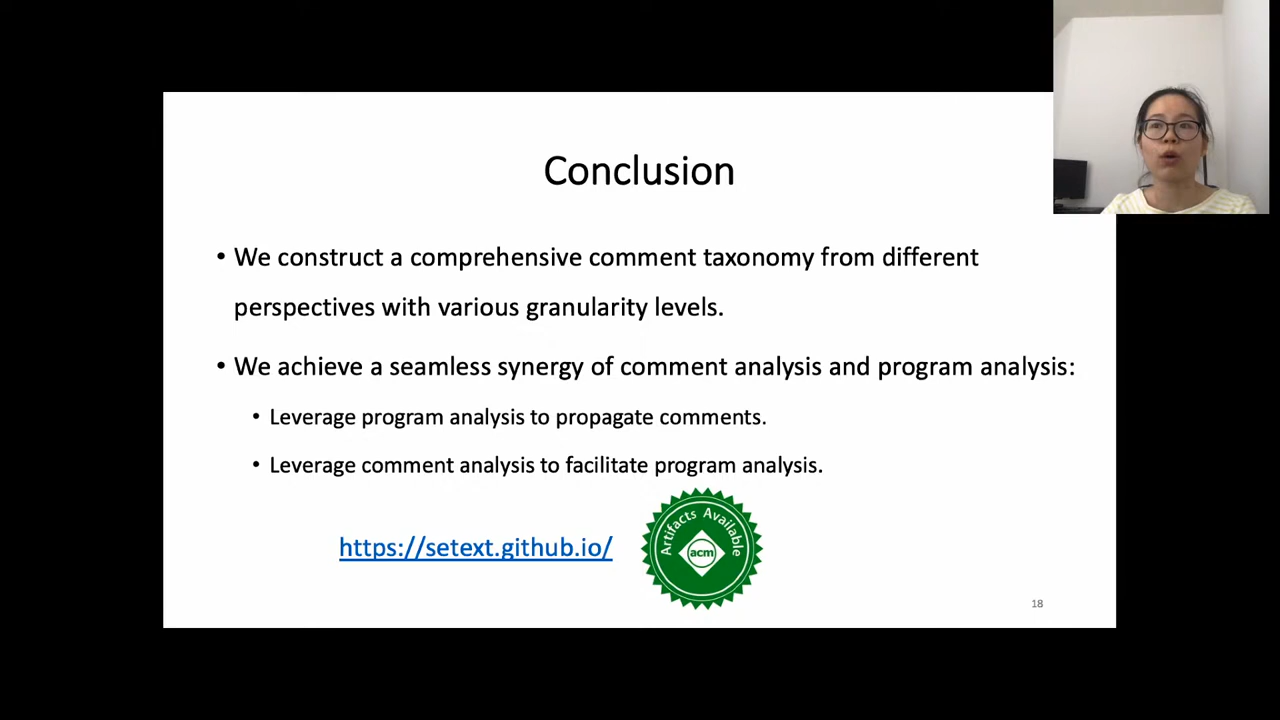 Conclusion
• We construct a comprehensive comment taxonomy from different
perspectives with various granularity levels.
• We achieve a seamless synergy of comment analysis and program analysis:
• Leverage program analysis to propagate comments.
• Leverage comment analysis to facilitate program analysis.
https://setext.github.io/
Artifacts Available
acm
18